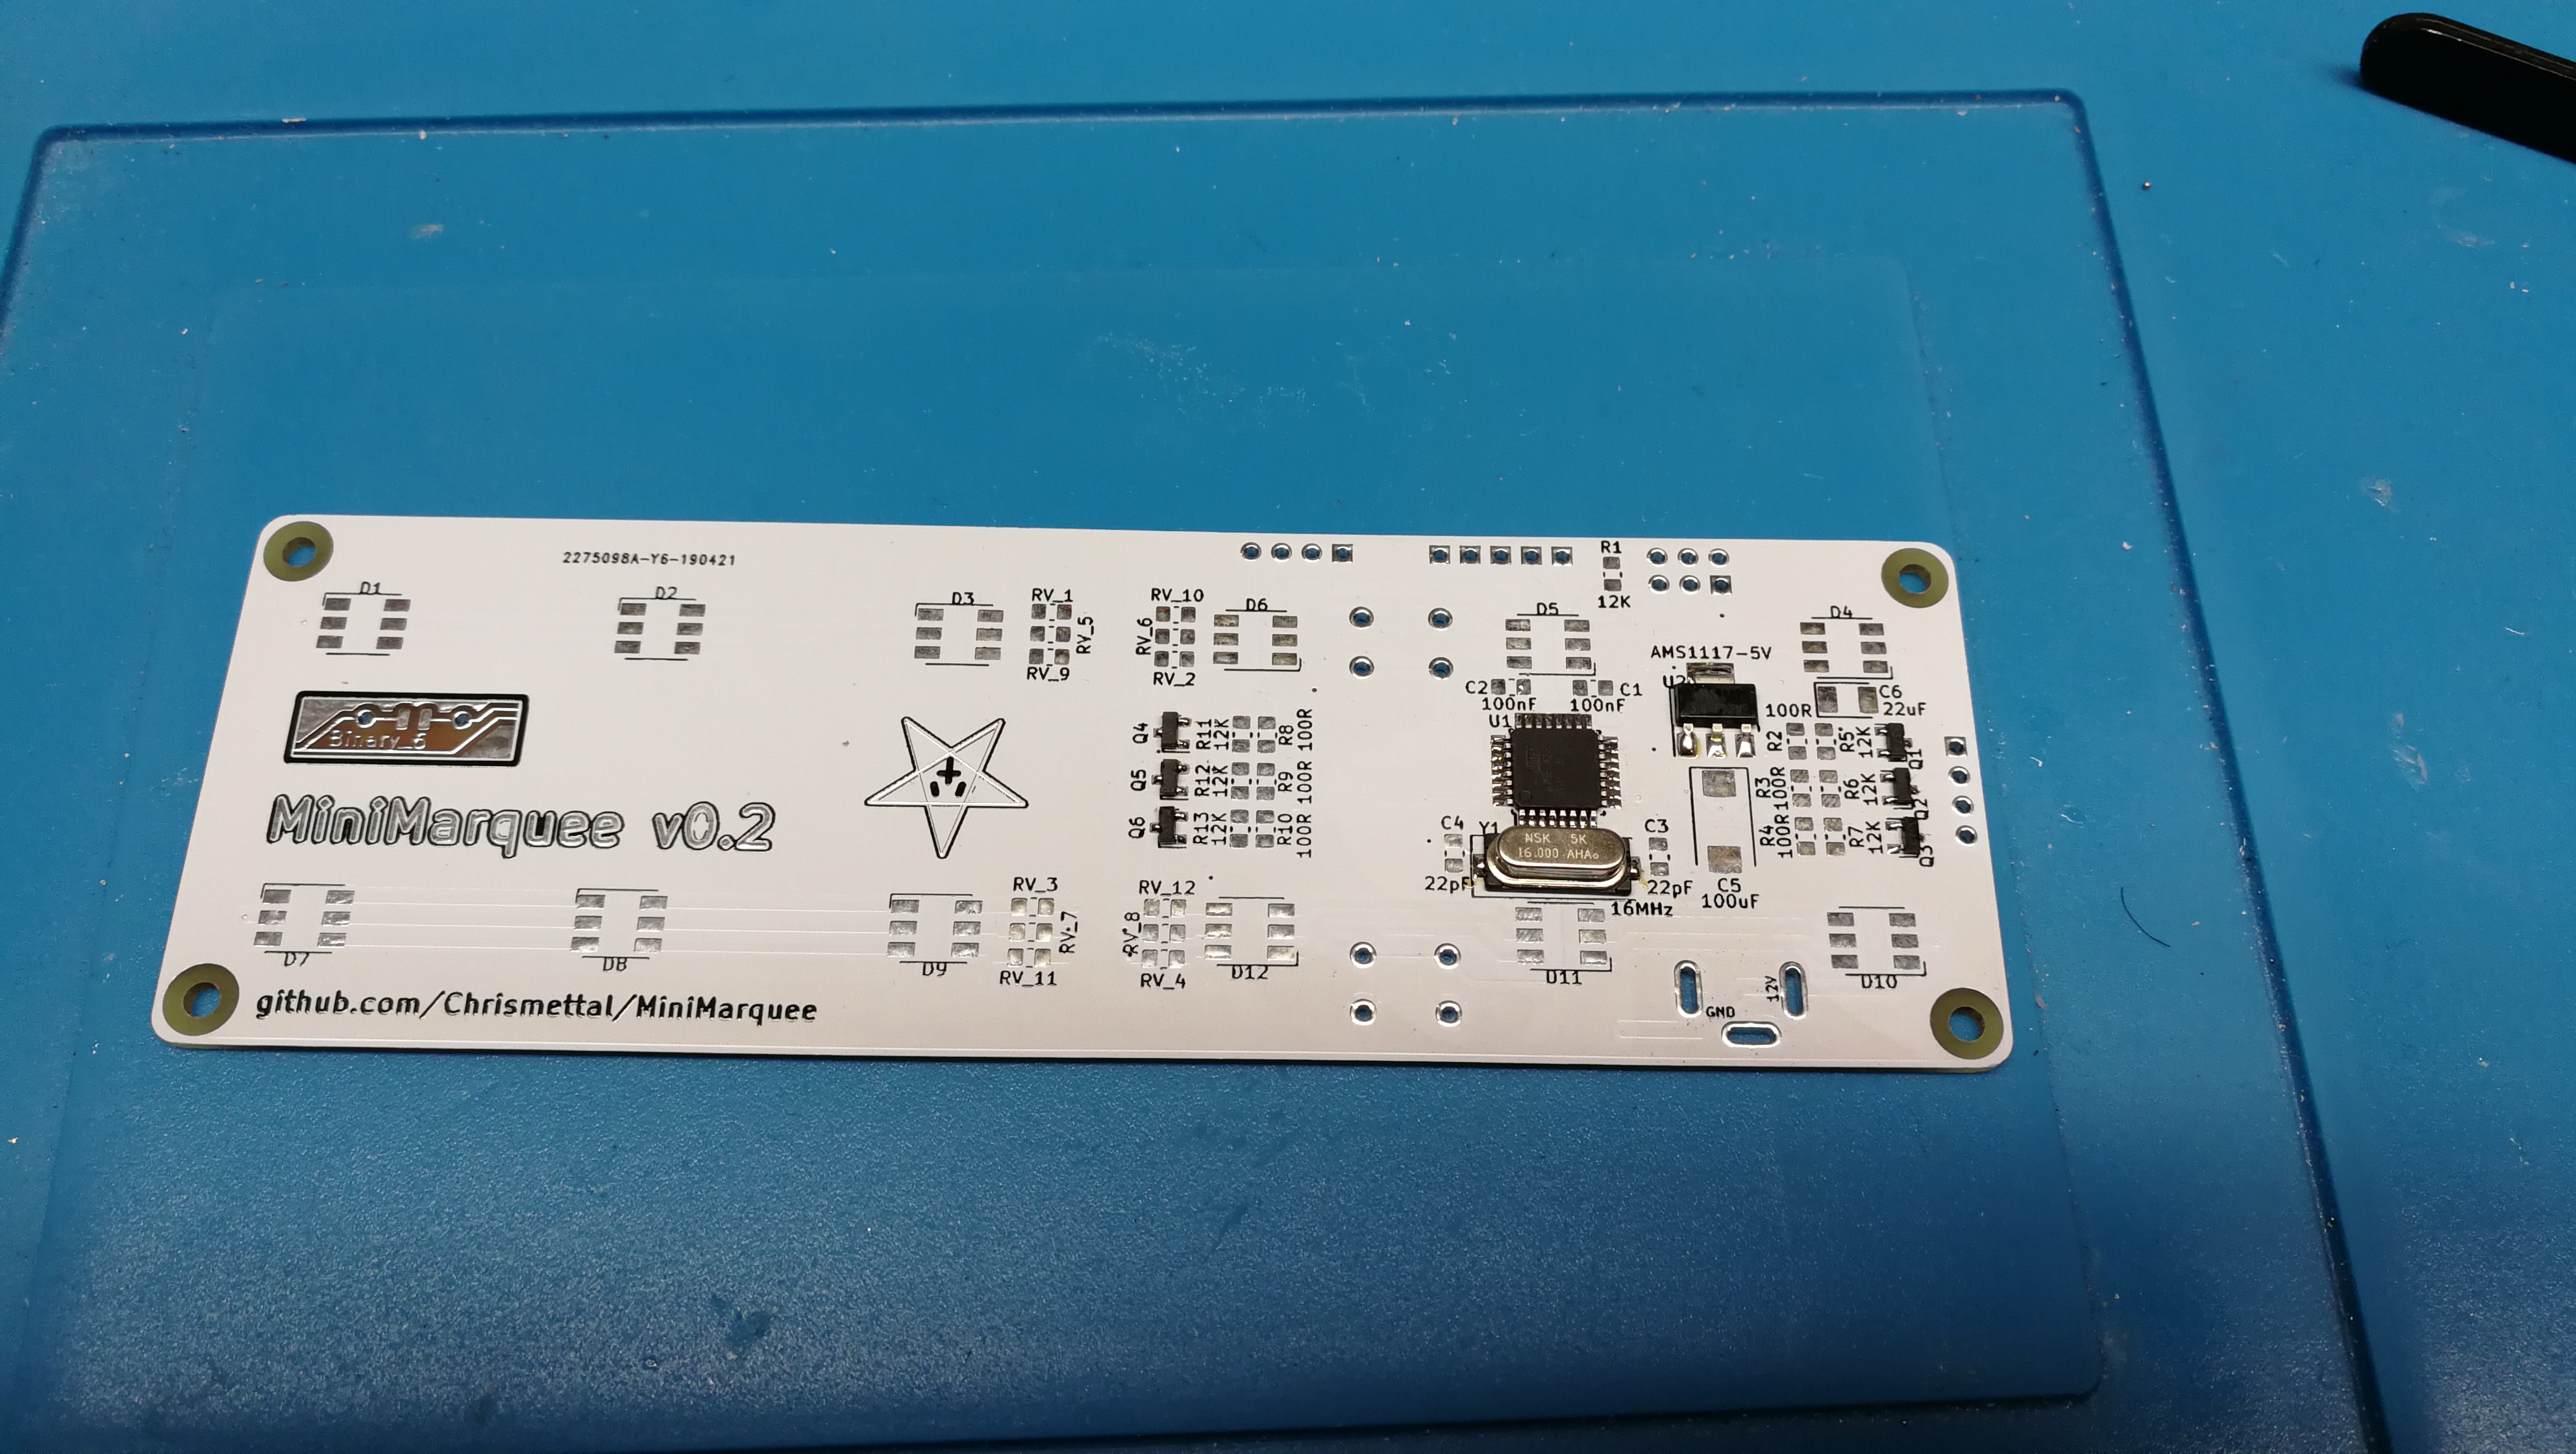 2275098A-Y6-190421
R1
12K
D1
D2
D3
RV_1
RV_5
RV_9
RV_10
RV_6
RV_2
D6
D5
D4
AMS1117-5V
U2
C2
100nF
C1
100nF
U1
C6
22uF
100R
R2
R5
12K
Q1
R3
100R
R6
12K
Q2
R4
100R
R7
12K
Q3
Q4
R11
12K
R8
100R
Q5
R12
12K
R9
100R
Q6
R13
12K
R10
100R
Binary_6
MiniMarquee v0.2
C4
22pF
Y1
NSK 5K
16.000 AHA
C3
22pF
16MHz
C5
100uF
D7
D8
D9
RV_3
RV_7
RV_11
RV_12
RV_8
RV_4
D12
D11
D10
12V
GND
github.com/Chrismettal/MiniMarquee